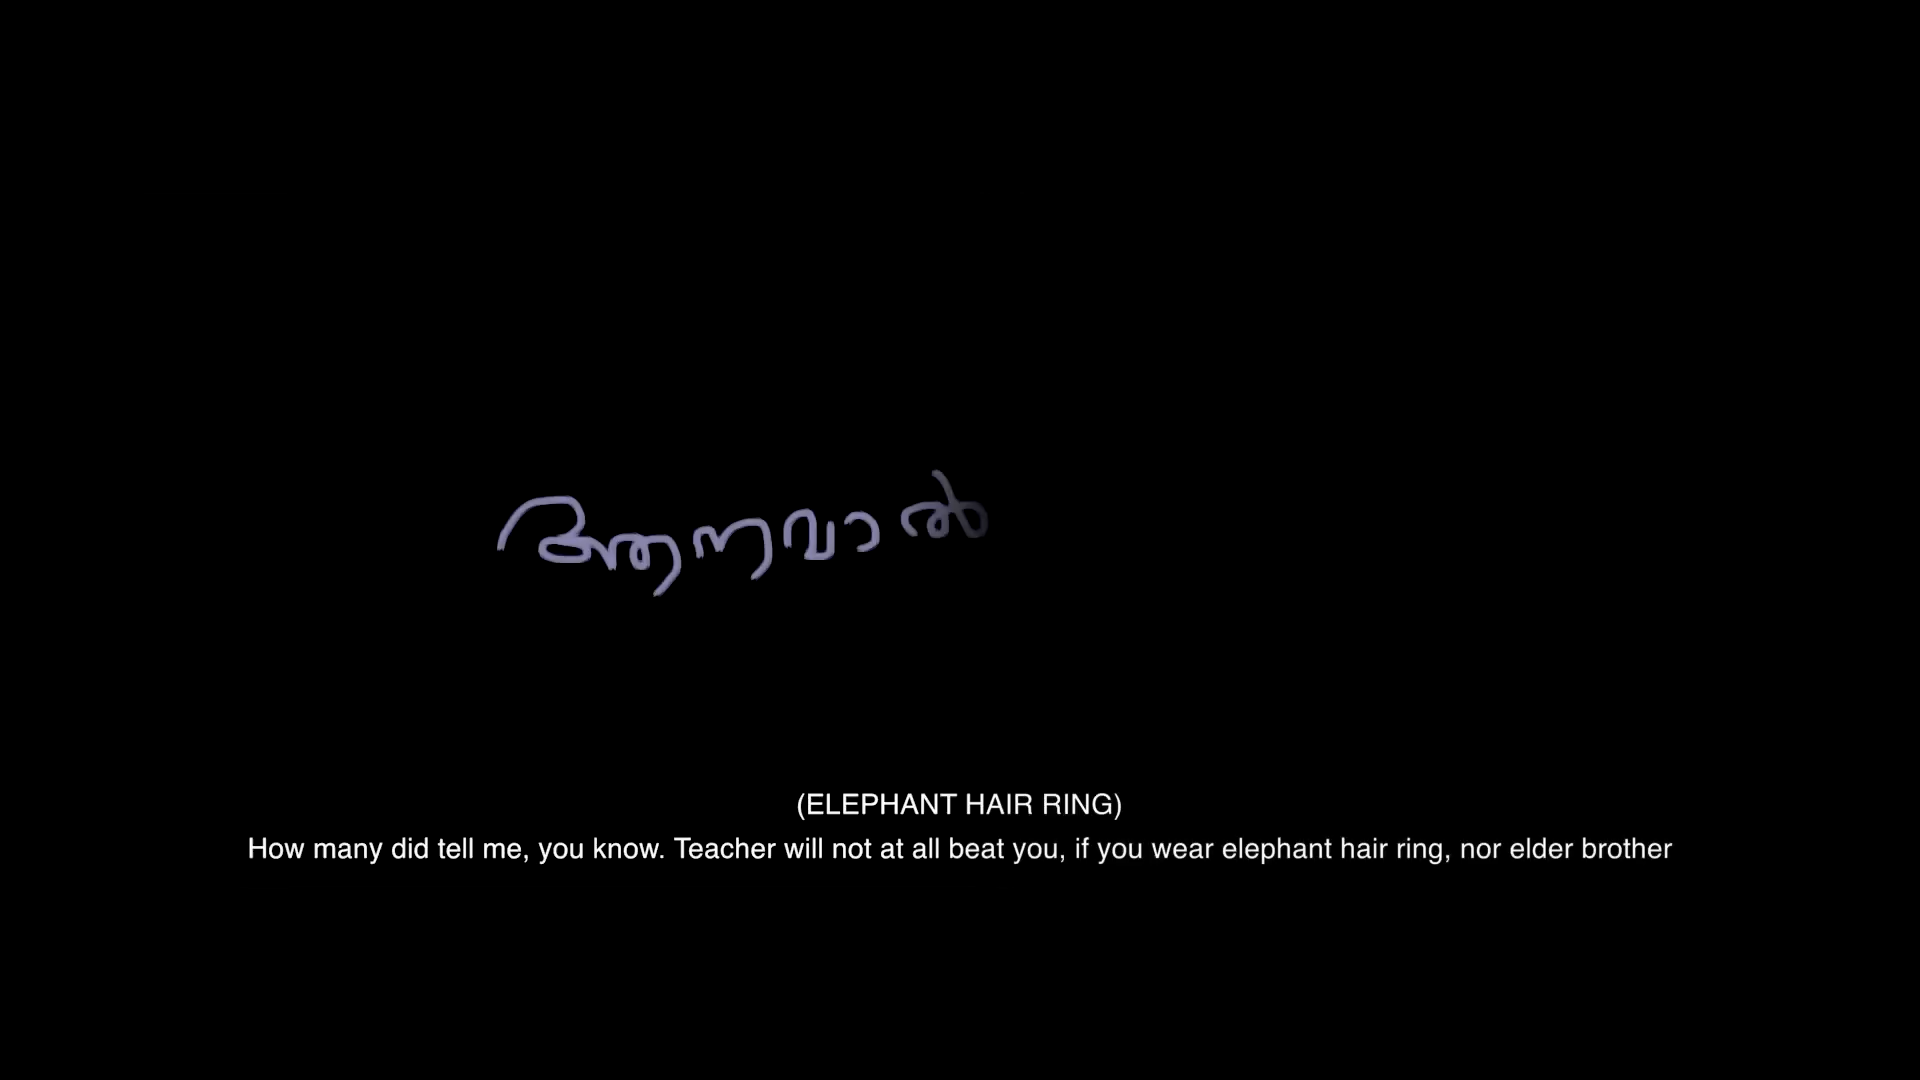 ആനവാൽ
(ELEPHANT HAIR RING)
How many did tell me, you know. Teacher will not at all beat you, if you wear elephant hair ring, nor elder brother